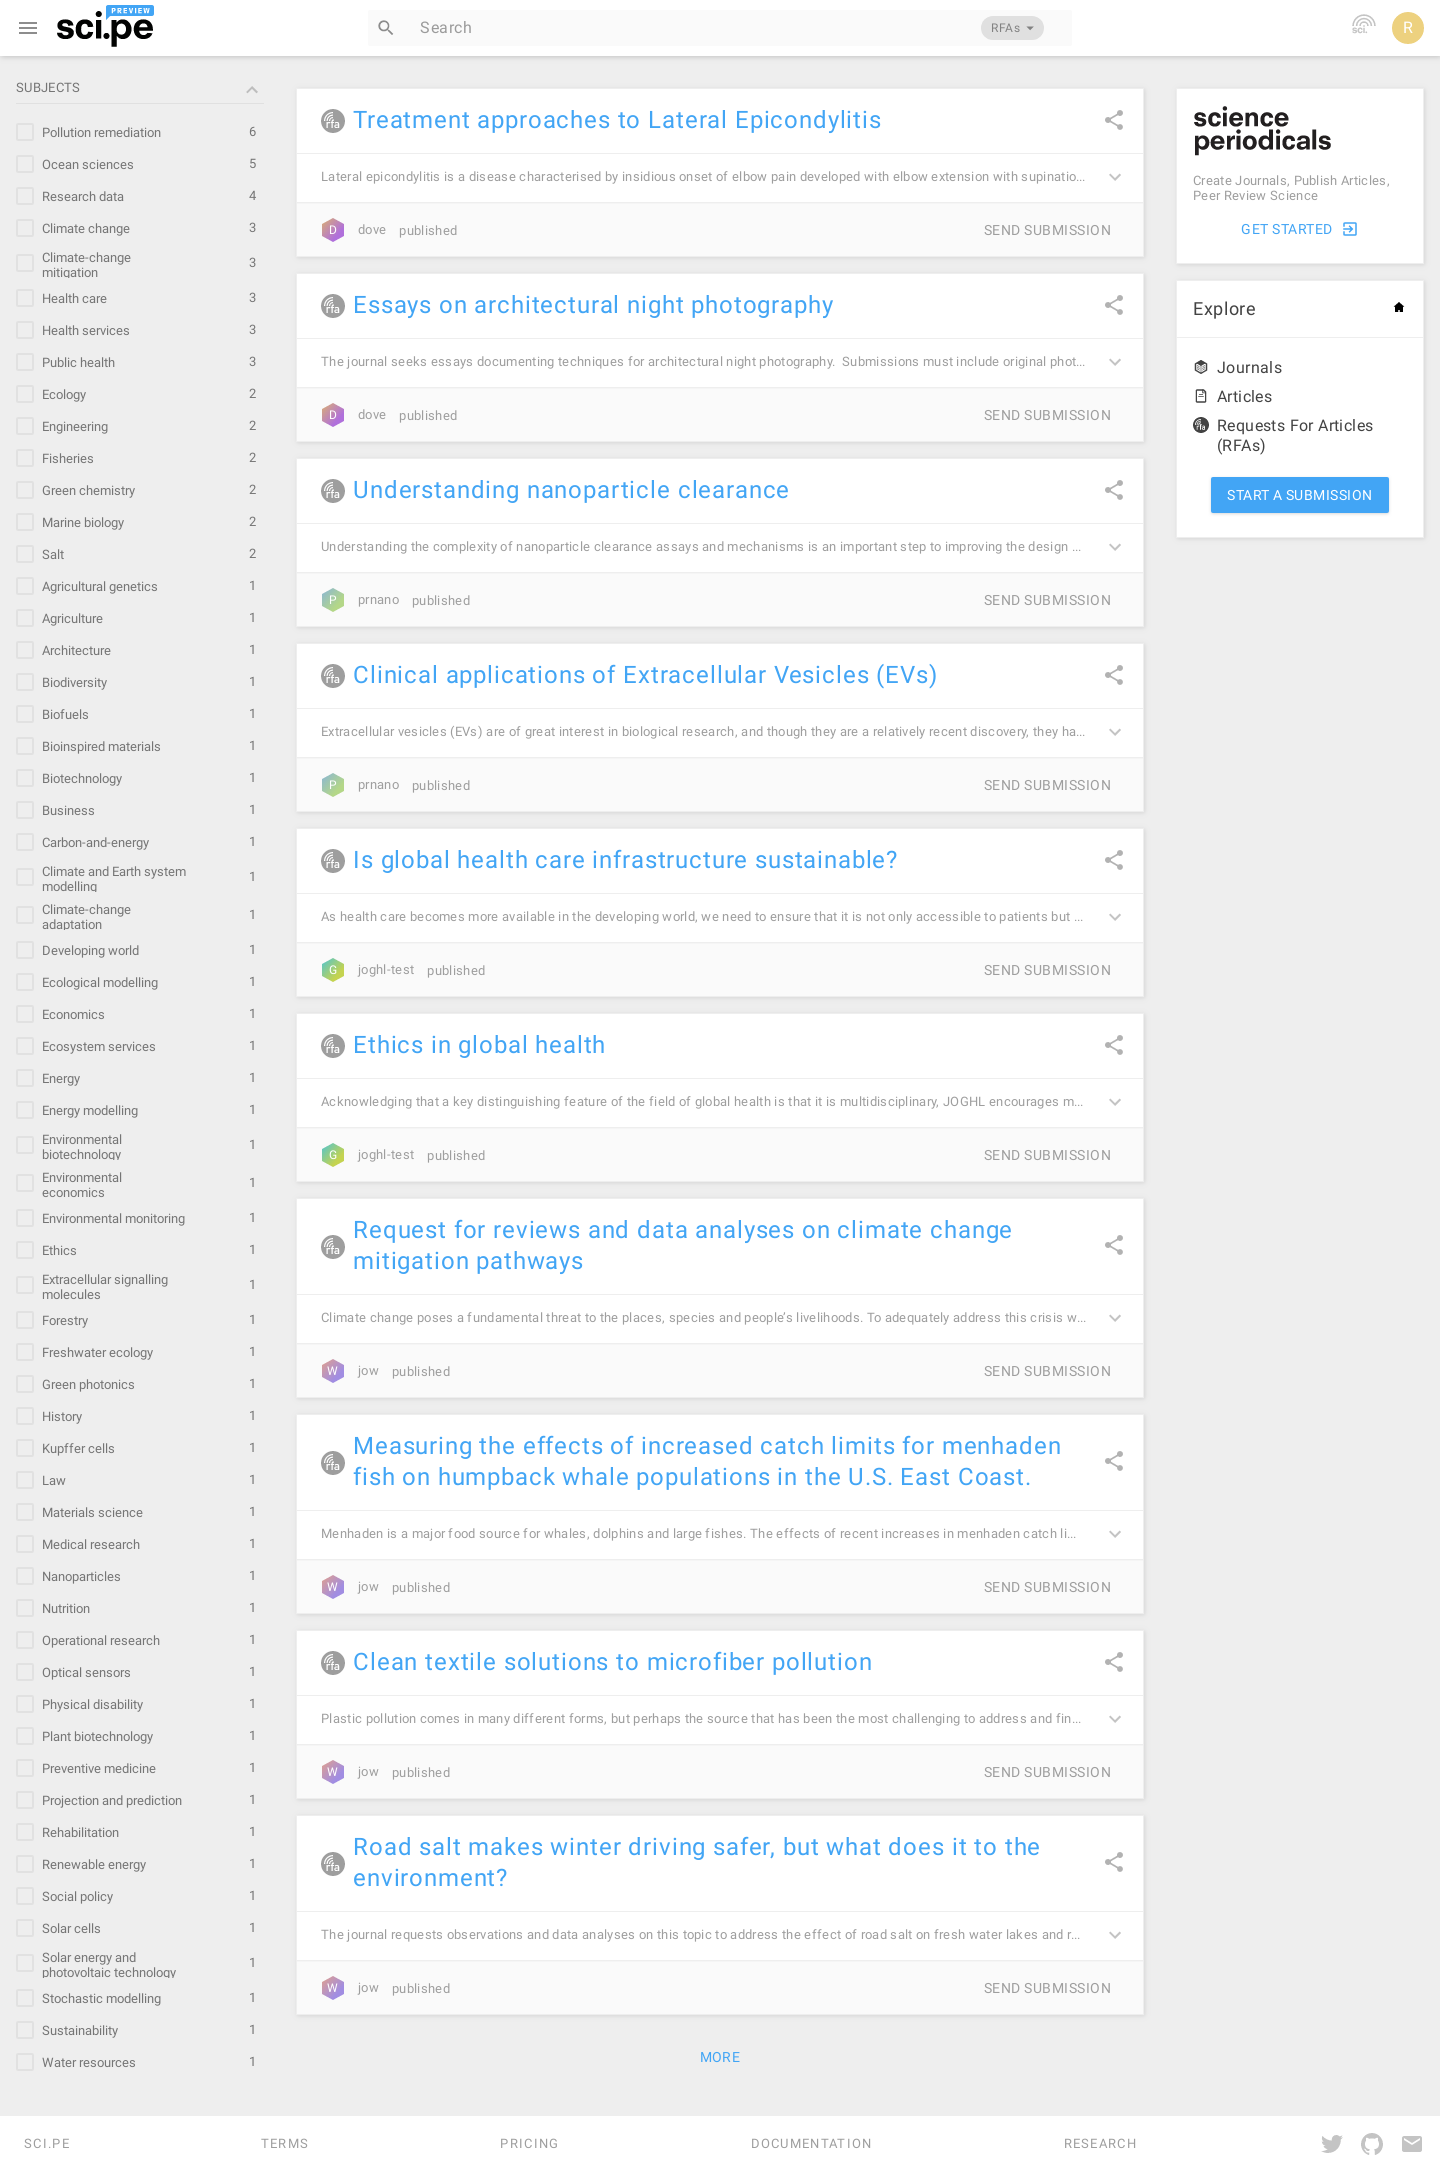 sci.pe
PREVIEW
Search
RFAs
sci.
R
SUBJECTS
Pollution remediation 6
Ocean sciences 5
Research data 4
Climate change 3
Climate-change
mitigation 3
Health care 3
Health services 3
Public health 3
Ecology 2
Engineering 2
Fisheries 2
Green chemistry 2
Marine biology 2
Salt 2
Agricultural genetics 1
Agriculture 1
Architecture 1
Biodiversity 1
Biofuels 1
Bioinspired materials 1
Biotechnology 1
Business 1
Carbon-and-energy 1
Climate and Earth system
modelling 1
Climate-change
adaptation 1
Developing world 1
Ecological modelling 1
Economics 1
Ecosystem services 1
Energy 1
Energy modelling 1
Environmental
biotechnology 1
Environmental
economics 1
Environmental monitoring 1
Ethics 1
Extracellular signalling
molecules 1
Forestry 1
Freshwater ecology 1
Green photonics 1
History 1
Kupffer cells 1
Law 1
Materials science 1
Medical research 1
Nanoparticles 1
Nutrition 1
Operational research 1
Optical sensors 1
Physical disability 1
Plant biotechnology 1
Preventive medicine 1
Projection and prediction 1
Rehabilitation 1
Renewable energy 1
Social policy 1
Solar cells 1
Solar energy and
photovoltaic technology 1
Stochastic modelling 1
Sustainability 1
Water resources 1
rfa Treatment approaches to Lateral Epicondylitis
Lateral epicondylitis is a disease characterised by insidious onset of elbow pain developed with elbow extension with supinatio...
D dove published SEND SUBMISSION
rfa Essays on architectural night photography
The journal seeks essays documenting techniques for architectural night photography. Submissions must include original phot...
D dove published SEND SUBMISSION
rfa Understanding nanoparticle clearance
Understanding the complexity of nanoparticle clearance assays and mechanisms is an important step to improving the design ...
P prnano published SEND SUBMISSION
rfa Clinical applications of Extracellular Vesicles (EVs)
Extracellular vesicles (EVs) are of great interest in biological research, and though they are a relatively recent discovery, they ha...
P prnano published SEND SUBMISSION
rfa Is global health care infrastructure sustainable?
As health care becomes more available in the developing world, we need to ensure that it is not only accessible to patients but ...
G joghl-test published SEND SUBMISSION
rfa Ethics in global health
Acknowledging that a key distinguishing feature of the field of global health is that it is multidisciplinary, JOGHL encourages m...
G joghl-test published SEND SUBMISSION
rfa Request for reviews and data analyses on climate change
mitigation pathways
Climate change poses a fundamental threat to the places, species and people’s livelihoods. To adequately address this crisis w...
W jow published SEND SUBMISSION
rfa Measuring the effects of increased catch limits for menhaden
fish on humpback whale populations in the U.S. East Coast.
Menhaden is a major food source for whales, dolphins and large fishes. The effects of recent increases in menhaden catch li...
W jow published SEND SUBMISSION
rfa Clean textile solutions to microfiber pollution
Plastic pollution comes in many different forms, but perhaps the source that has been the most challenging to address and fin...
W jow published SEND SUBMISSION
rfa Road salt makes winter driving safer, but what does it to the
environment?
The journal requests observations and data analyses on this topic to address the effect of road salt on fresh water lakes and r...
W jow published SEND SUBMISSION
MORE
science
periodicals
Create Journals, Publish Articles,
Peer Review Science
GET STARTED
Explore
Journals
Articles
rfa Requests For Articles
(RFAs)
START A SUBMISSION
SCI.PE TERMS PRICING DOCUMENTATION RESEARCH